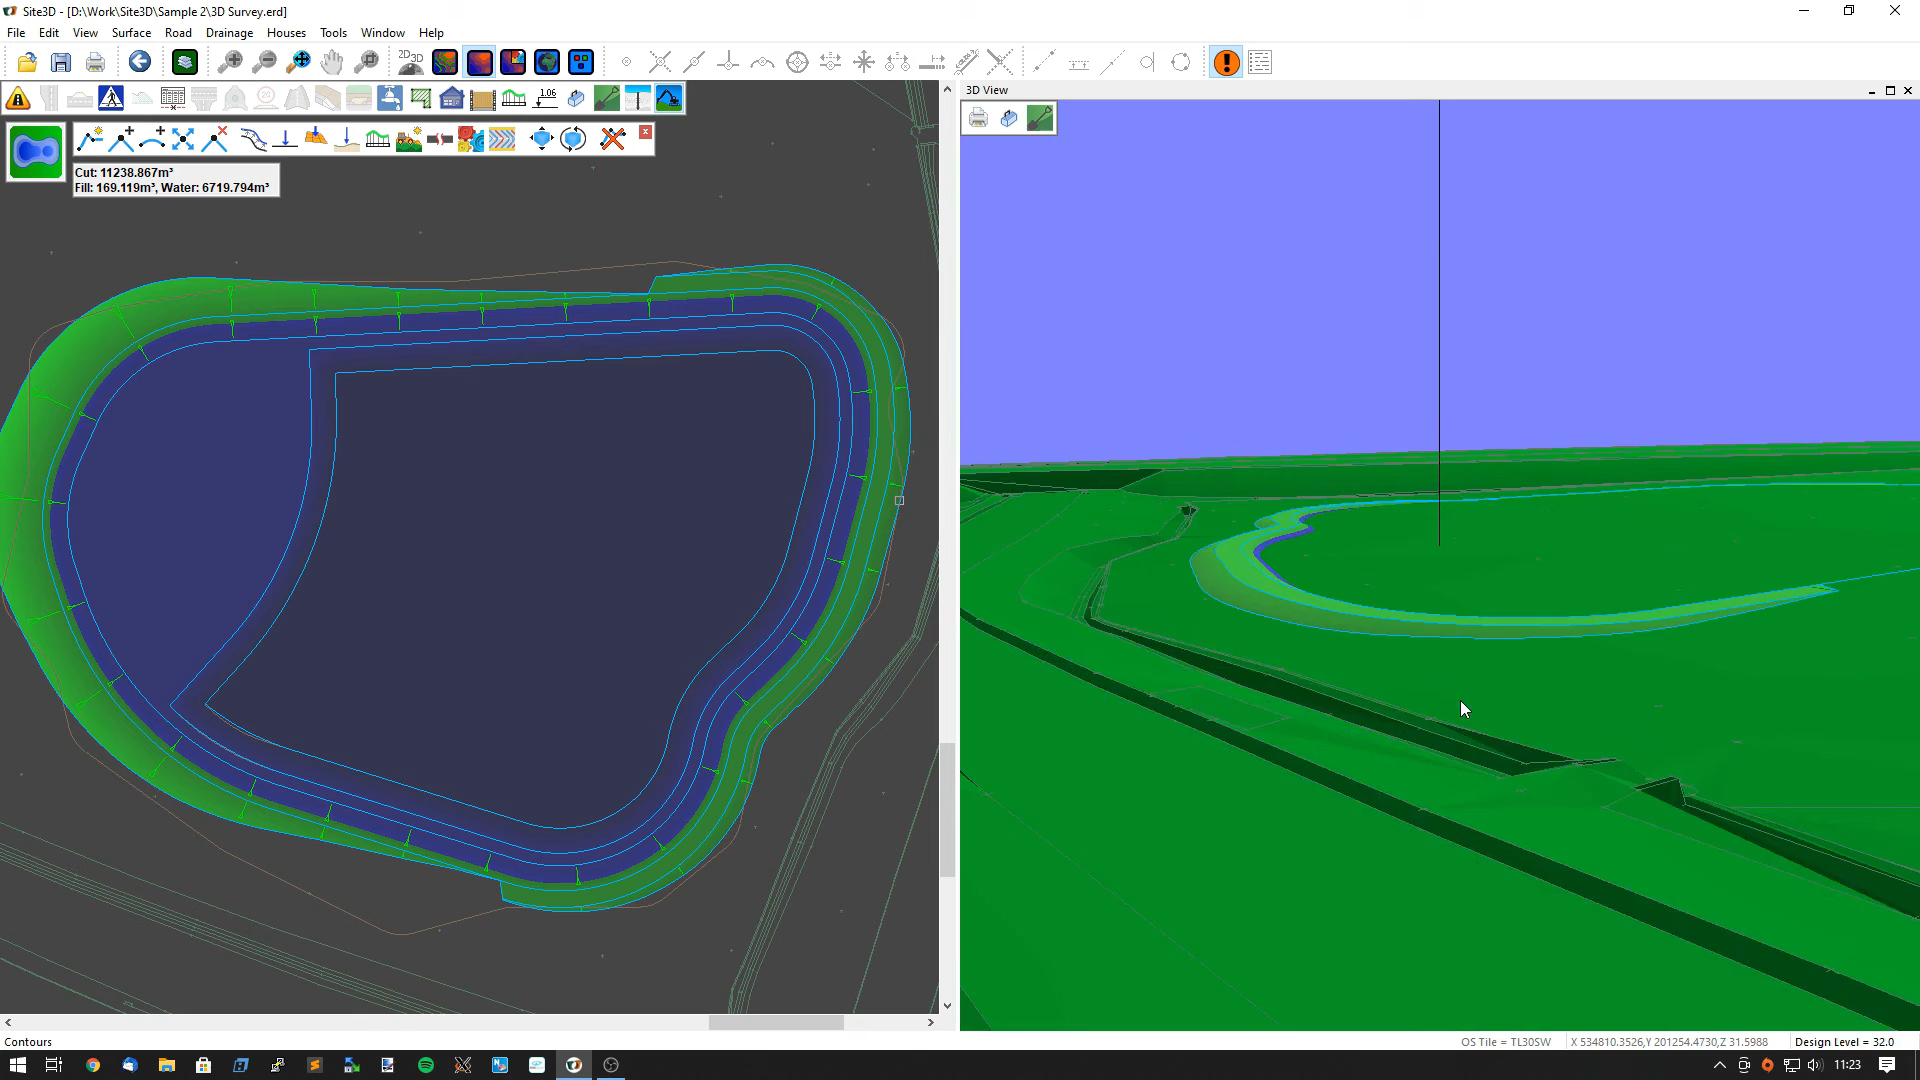 Site3D - [D:\Work\Site3D\Sample 2\3D Survey.erd]
File Edit View Surface Road Drainage Houses Tools Window Help
2D 3D
1.06
3D View
Cut: 11238.867m³
Fill: 169.119m³, Water: 6719.794m³
Contours
OS Tile = TL30SW
X 534810.3526,Y 201254.4730,Z 31.5988
Design Level = 32.0
11:23